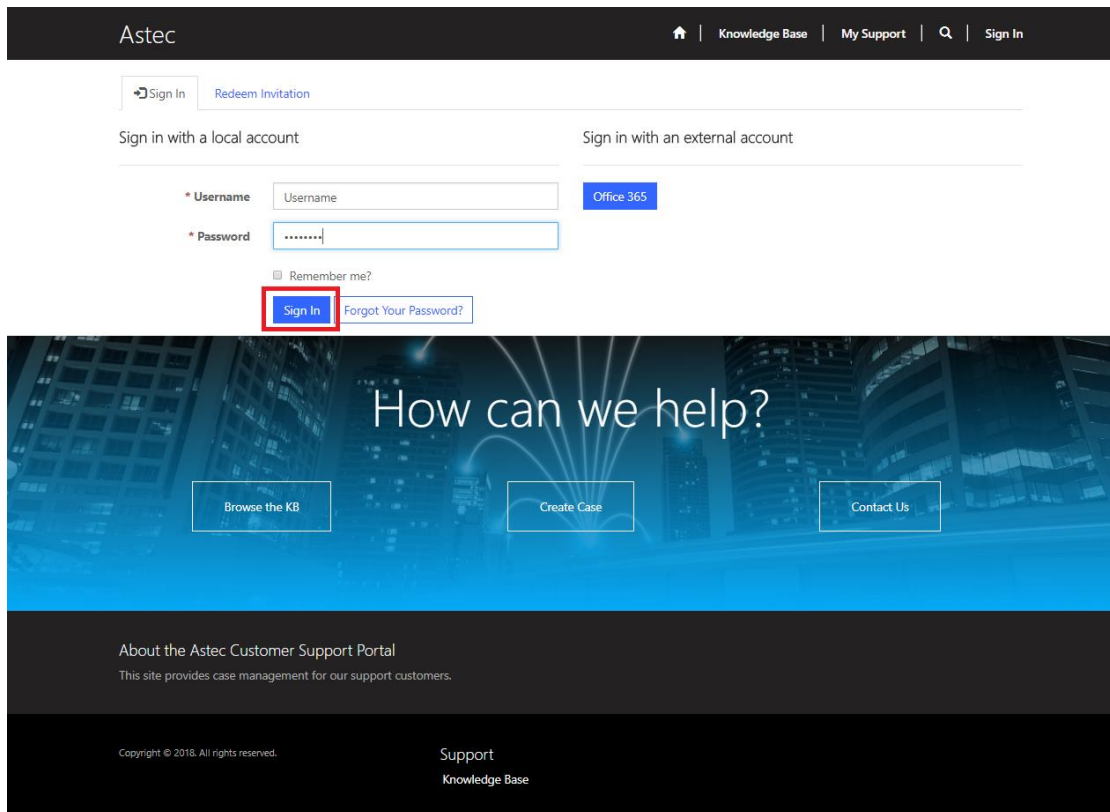 Astec
Knowledge Base | My Support | Sign In
Sign In Redeem Invitation
Sign in with a local account
Sign in with an external account
* Username Username
Office 365
* Password ••••••••
Remember me?
Sign In Forgot Your Password?
How can we help?
Browse the KB Create Case Contact Us
About the Astec Customer Support Portal
This site provides case management for our support customers.
Copyright © 2018. All rights reserved.
Support
Knowledge Base